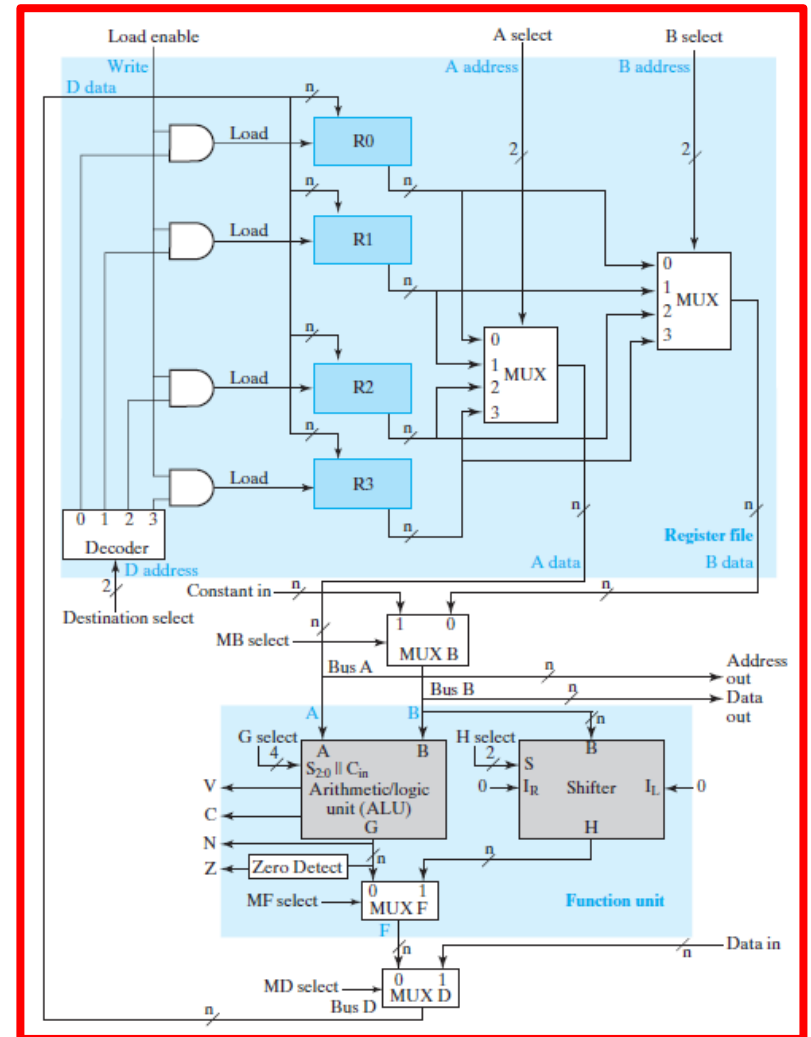 Load enable
A select
B select
Write
A address
B address
D data
n
Load
R0
2
2
n
n
Load
R1
0
n
1
MUX
2
n
0
3
1
MUX
Load
R2
2
3
n
n
Load
R3
n
n
0 1 2 3
n
Register file
Decoder
D address
A data
B data
2
Constant in
n
n
Destination select
n
1 0
MB select
MUX B
Bus A
n
Address
out
Bus B
n
Data
out
A
B
n
G select
H select
4
A
B
2
B
S2:0 || Cin
S
V
Arithmetic/logic
0
IR
Shifter
IL
0
unit (ALU)
C
G
H
N
n
n
Z
Zero Detect
0 1
MF select
MUX F
Function unit
F
n
Data in
n
0 1
MD select
MUX D
n
Bus D